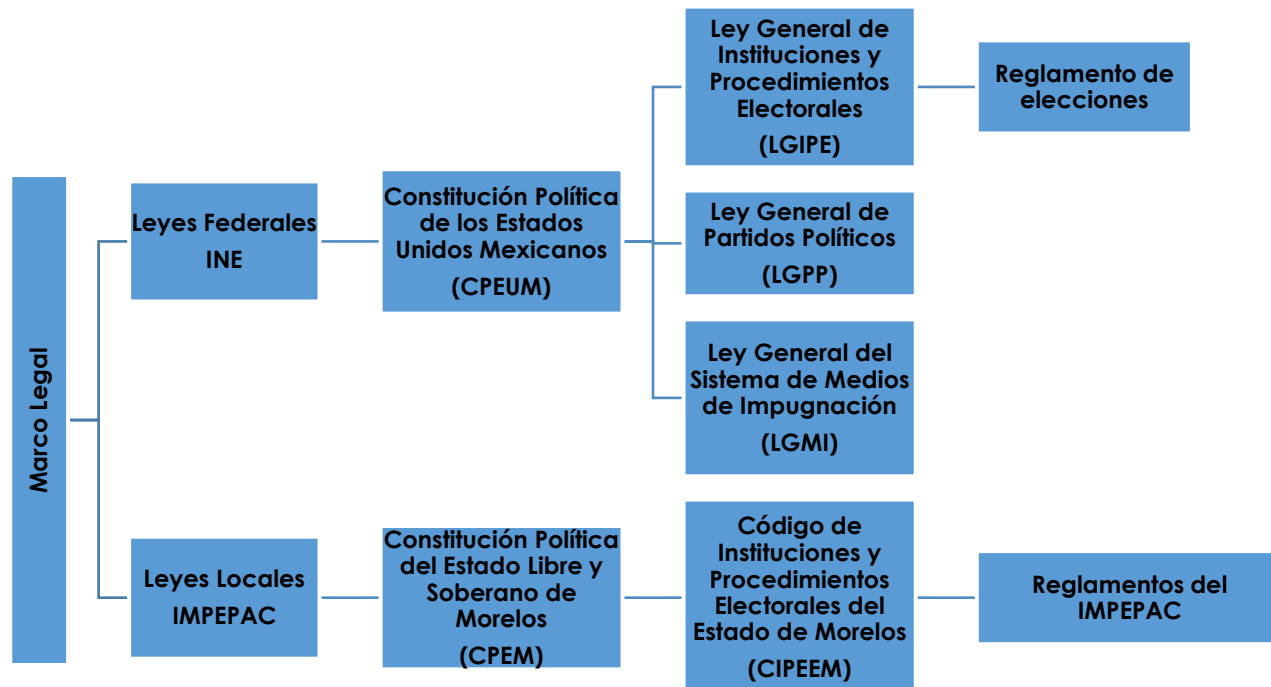 Marco Legal
Leyes Federales
INE
Constitución Política
de los Estados
Unidos Mexicanos
(CPEUM)
Ley General de
Instituciones y
Procedimientos
Electorales
(LGIPE)
Reglamento de
elecciones
Ley General de
Partidos Políticos
(LGPP)
Ley General del
Sistema de Medios
de Impugnación
(LGMI)
Leyes Locales
IMPEPAC
Constitución Política
del Estado Libre y
Soberano de
Morelos
(CPEM)
Código de
Instituciones y
Procedimientos
Electorales del
Estado de Morelos
(CIPEEM)
Reglamentos del
IMPEPAC